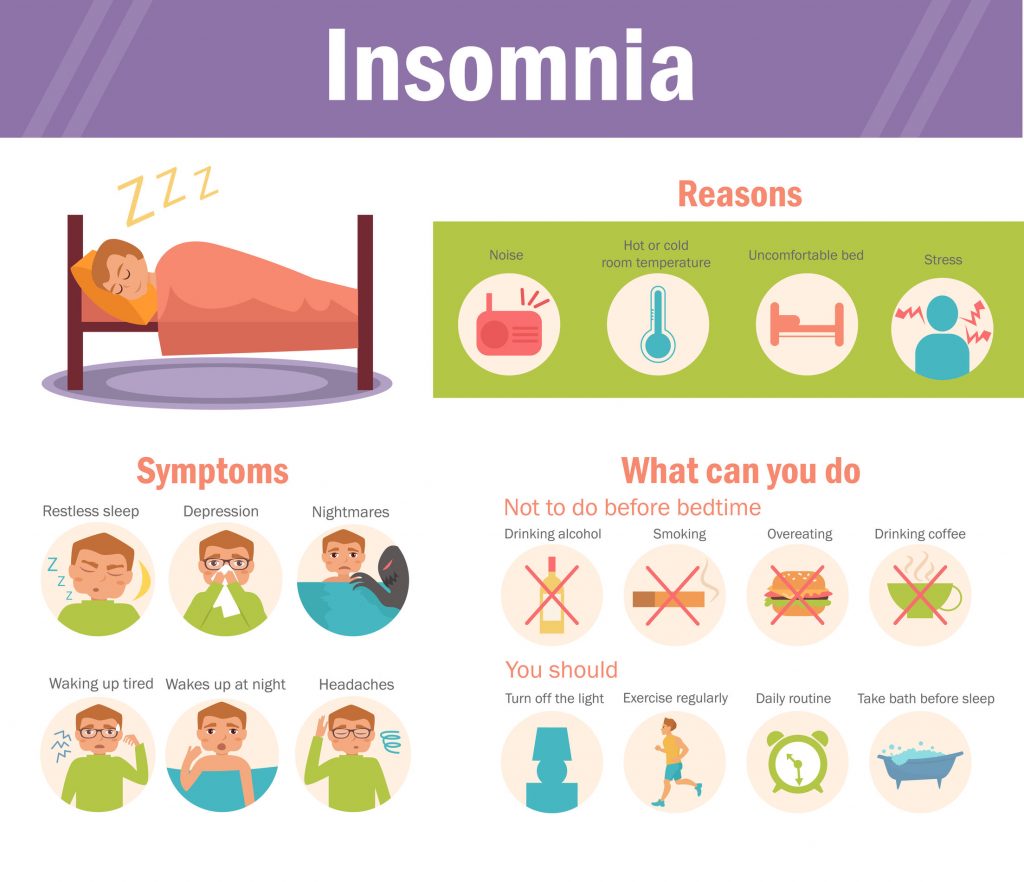 Insomnia
Z Z Z
Reasons
Noise
Hot or cold
room temperature
Uncomfortable bed
Stress
Symptoms
Restless sleep
Depression
Nightmares
Z
Z
Z
Waking up tired
Wakes up at night
Headaches
What can you do
Not to do before bedtime
Drinking alcohol
Smoking
Overeating
Drinking coffee
You should
Turn off the light
Exercise regularly
Daily routine
Take bath before sleep